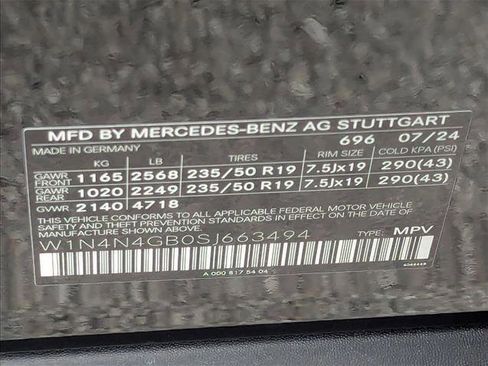 MFD BY MERCEDES-BENZ AG STUTTGART
696 07/24
MADE IN GERMANY
KG LB TIRES RIM SIZE COLD KPA (PSI)
GAWR FRONT 1165 2568 235/50 R19 7.5Jx19 290(43)
GAWR REAR 1020 2249 235/50 R19 7.5Jx19 290(43)
GVWR 2140 4718
THIS VEHICLE CONFORMS TO ALL APPLICABLE FEDERAL MOTOR VEHICLE
SAFETY AND THEFT PREVENTION STANDARDS IN EFFECT ON THE DATE OF
MANUFACTURE SHOWN ABOVE.
W1N4N4GB0SJ663494 TYPE: MPV
A 000 817 54 04